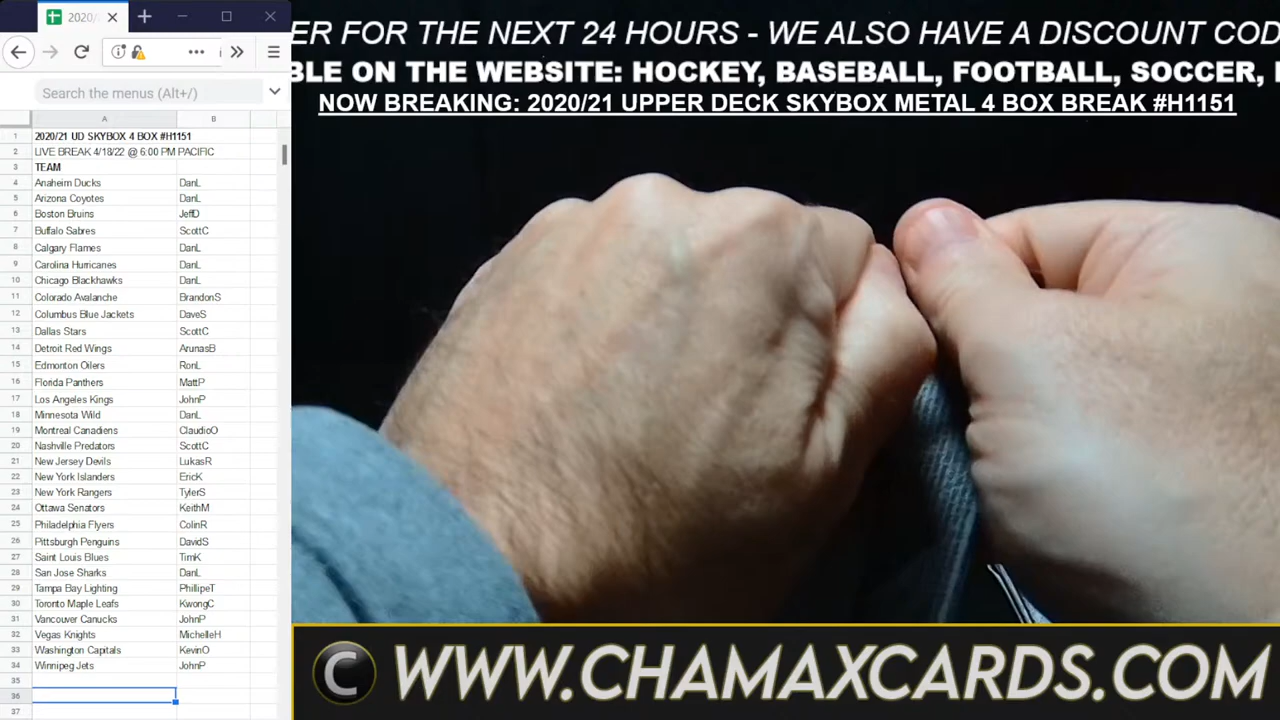 2020/
Search the menus (Alt+/)
A B
1 2020/21 UD SKYBOX 4 BOX #H1151
2 LIVE BREAK 4/18/22 @ 6:00 PM PACIFIC
3 TEAM
4 Anaheim Ducks DanL
5 Arizona Coyotes DanL
6 Boston Bruins JeffD
7 Buffalo Sabres ScottC
8 Calgary Flames DanL
9 Carolina Hurricanes DanL
10 Chicago Blackhawks DanL
11 Colorado Avalanche BrandonS
12 Columbus Blue Jackets DaveS
13 Dallas Stars ScottC
14 Detroit Red Wings ArunasB
15 Edmonton Oilers RonL
16 Florida Panthers MattP
17 Los Angeles Kings JohnP
18 Minnesota Wild DanL
19 Montreal Canadiens ClaudioO
20 Nashville Predators ScottC
21 New Jersey Devils LukasR
22 New York Islanders EricK
23 New York Rangers TylerS
24 Ottawa Senators KeithM
25 Philadelphia Flyers ColinR
26 Pittsburgh Penguins DavidS
27 Saint Louis Blues TimK
28 San Jose Sharks DanL
29 Tampa Bay Lighting PhillipeT
30 Toronto Maple Leafs KwongC
31 Vancouver Canucks JohnP
32 Vegas Knights MichelleH
33 Washington Capitals KevinO
34 Winnipeg Jets JohnP
35
36
37
ER FOR THE NEXT 24 HOURS - WE ALSO HAVE A DISCOUNT COD
BLE ON THE WEBSITE: HOCKEY, BASEBALL, FOOTBALL, SOCCER,
NOW BREAKING: 2020/21 UPPER DECK SKYBOX METAL 4 BOX BREAK #H1151
C WWW.CHAMAXCARDS.COM